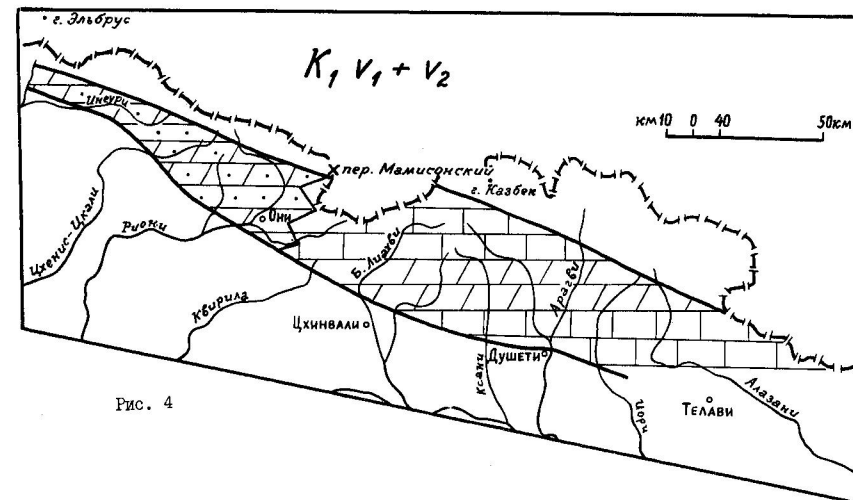 г. Эльбрус
K₁ V₁ + V₂
Ингури
км10 0 40 50км
пер. Мамисонский
г. Казбек
Они
Цхенис-Цкали
Риони
Б. Лиахви
Арагви
Квирила
Цхинвали
Душети
Ксани
Иори
Телави
Алазани
Рис. 4